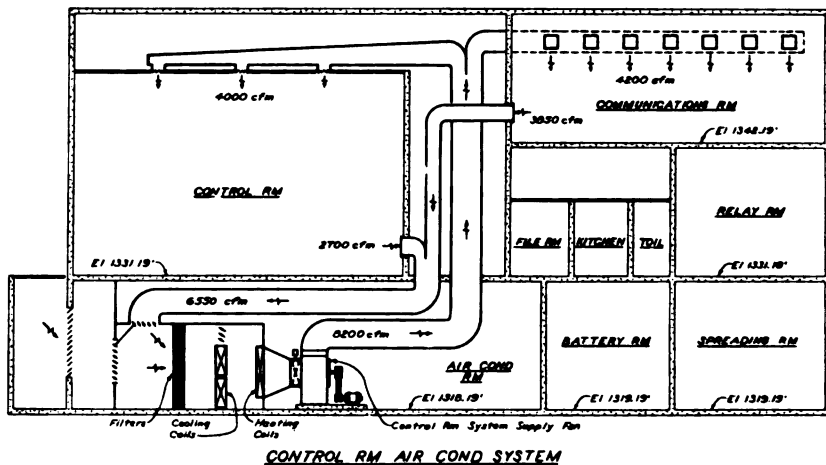 4000 cfm
4200 cfm
COMMUNICATIONS RM
3850 cfm
El 1348.19'
CONTROL RM
RELAY RM
2700 cfm
FILE RM
KITCHEN
TOIL
El 1331.19'
El 1331.18'
6550 cfm
8200 cfm
BATTERY RM
SPREADING RM
AIR COND
RM
El 1318.19'
El 1319.19'
El 1319.19'
Filters
Cooling
Coils
Heating
Coils
Control Rm System Supply Fan
CONTROL RM AIR COND SYSTEM